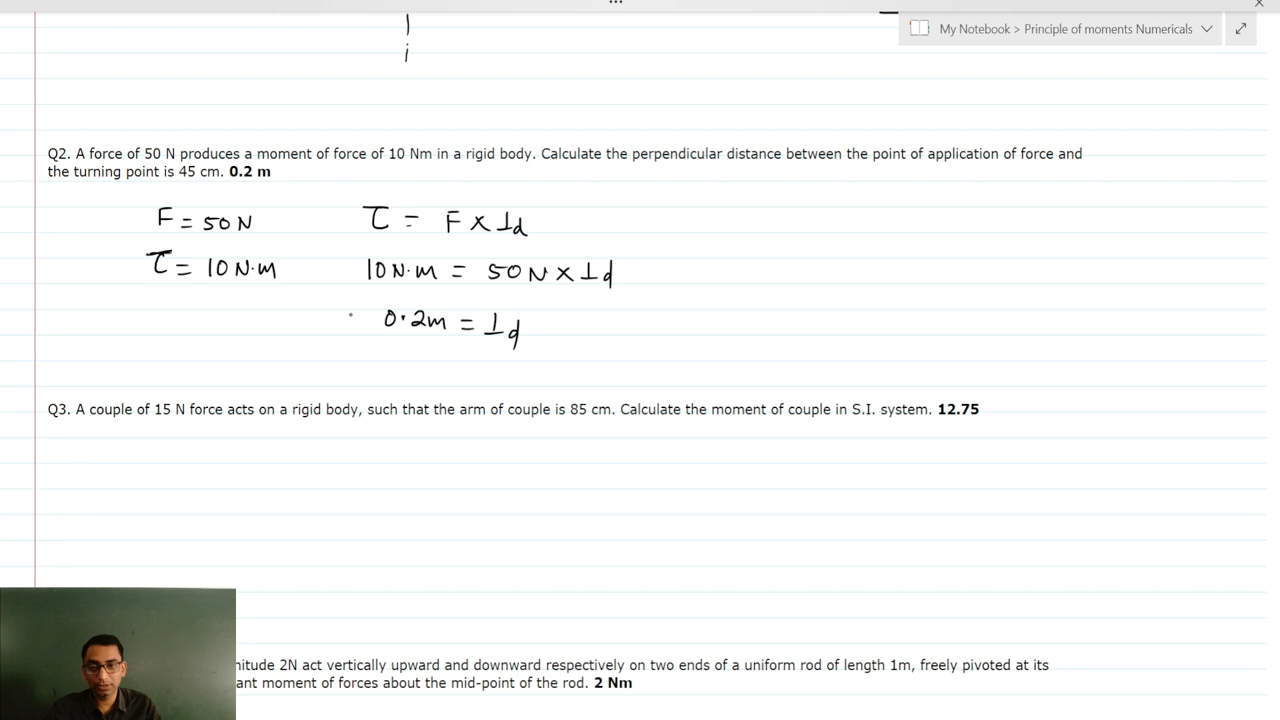 My Notebook > Principle of moments Numericals
Q2. A force of 50 N produces a moment of force of 10 Nm in a rigid body. Calculate the perpendicular distance between the point of application of force and
the turning point is 45 cm. 0.2 m
F = 50 N
τ = F × ⊥d
τ = 10 N·m
10 N·m = 50 N × ⊥d
0.2m = ⊥d
Q3. A couple of 15 N force acts on a rigid body, such that the arm of couple is 85 cm. Calculate the moment of couple in S.I. system. 12.75
nitude 2N act vertically upward and downward respectively on two ends of a uniform rod of length 1m, freely pivoted at its
ant moment of forces about the mid-point of the rod. 2 Nm